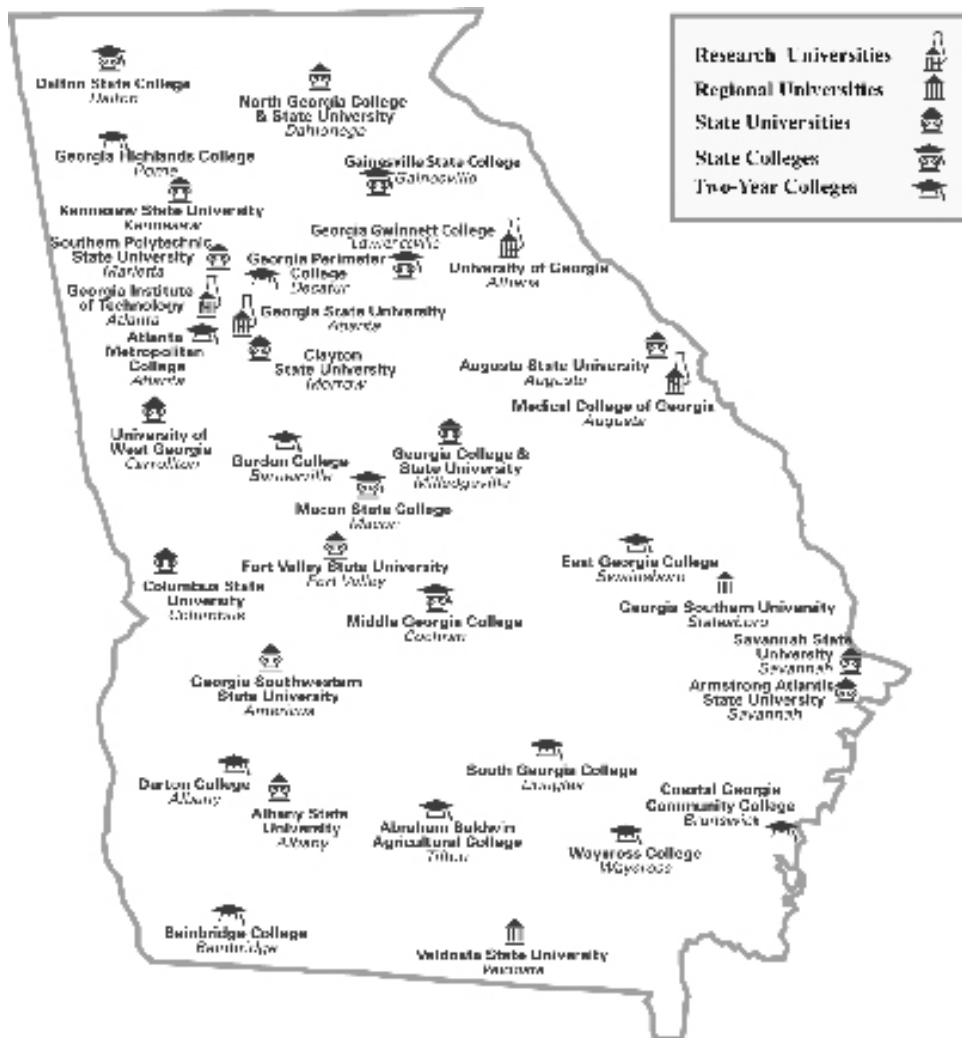 Research Universities
Regional Universities
State Universities
State Colleges
Two-Year Colleges
Dalton State College
Dalton
North Georgia College
& State University
Dahlonega
Georgia Highlands College
Rome
Gainesville State College
Gainesville
Kennesaw State University
Kennesaw
Georgia Gwinnett College
Lawrenceville
Southern Polytechnic
State University
Marietta
Georgia Perimeter
College
Decatur
University of Georgia
Athens
Georgia Institute
of Technology
Atlanta
Georgia State University
Atlanta
Atlanta
Metropolitan
College
Atlanta
Clayton
State University
Morrow
Augusta State University
Augusta
Medical College of Georgia
Augusta
University of
West Georgia
Carrollton
Gordon College
Barnesville
Georgia College &
State University
Milledgeville
Macon State College
Macon
Columbus State
University
Columbus
Fort Valley State University
Fort Valley
East Georgia College
Swainsboro
Middle Georgia College
Cochran
Georgia Southern University
Statesboro
Savannah State
University
Savannah
Armstrong Atlantic
State University
Savannah
Georgia Southwestern
State University
Americus
Darton College
Albany
Albany State
University
Albany
South Georgia College
Douglas
Abraham Baldwin
Agricultural College
Tifton
Coastal Georgia
Community College
Brunswick
Waycross College
Waycross
Bainbridge College
Bainbridge
Valdosta State University
Valdosta